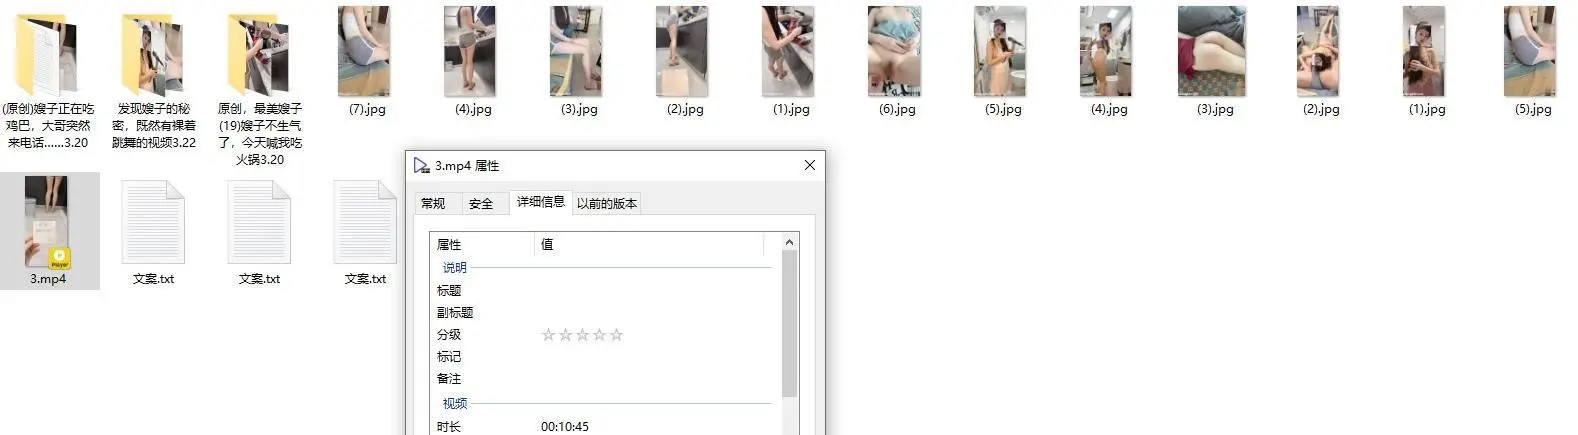 (原创)嫂子正在吃
鸡巴，大哥突然
来电话......3.20
发现嫂子的秘
密，既然有裸着
跳舞的视频3.22
原创，最美嫂子
(19)嫂子不生气
了，今天喊我吃
火锅3.20
(7).jpg
(4).jpg
(3).jpg
(2).jpg
(1).jpg
(6).jpg
(5).jpg
(4).jpg
(3).jpg
(2).jpg
(1).jpg
(5).jpg
Player
3.mp4
文案.txt
文案.txt
文案.txt
3.mp4 属性
常规
安全
详细信息
以前的版本
属性
值
说明
标题
副标题
分级
标记
备注
视频
时长
00:10:45